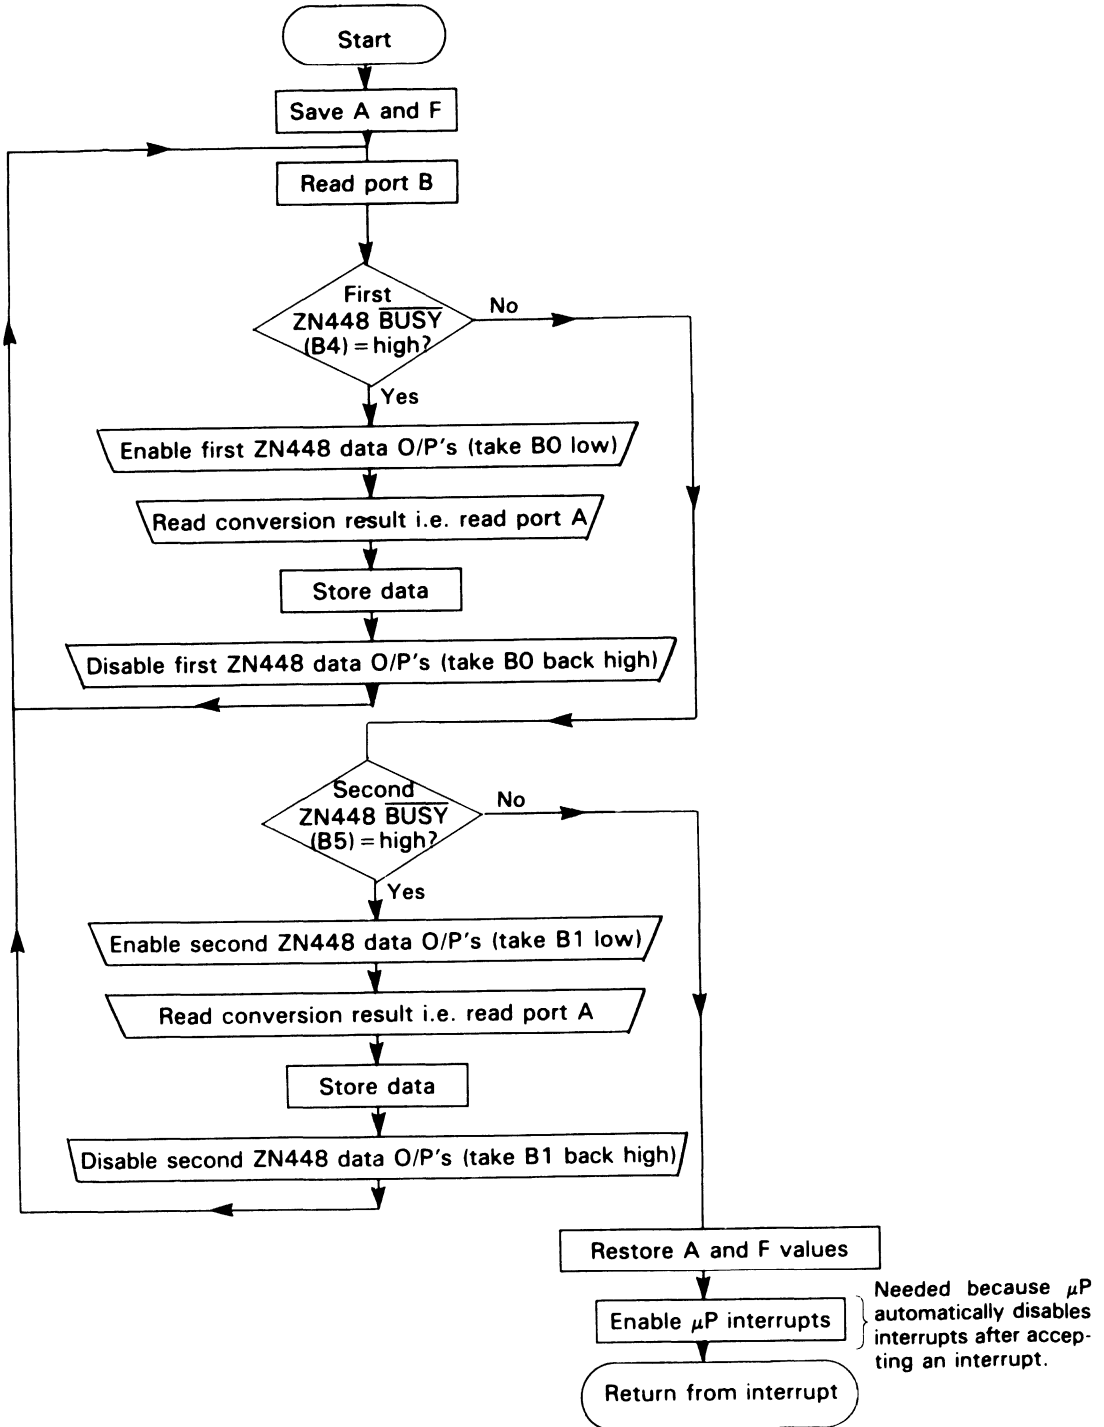 Start
Save A and F
Read port B
First
ZN448 BUSY
(B4) = high?
No
Yes
Enable first ZN448 data O/P's (take B0 low)
Read conversion result i.e. read port A
Store data
Disable first ZN448 data O/P's (take B0 back high)
Second
ZN448 BUSY
(B5) = high?
No
Yes
Enable second ZN448 data O/P's (take B1 low)
Read conversion result i.e. read port A
Store data
Disable second ZN448 data O/P's (take B1 back high)
Restore A and F values
Enable μP interrupts
Needed because μP
automatically disables
interrupts after accep-
ting an interrupt.
Return from interrupt